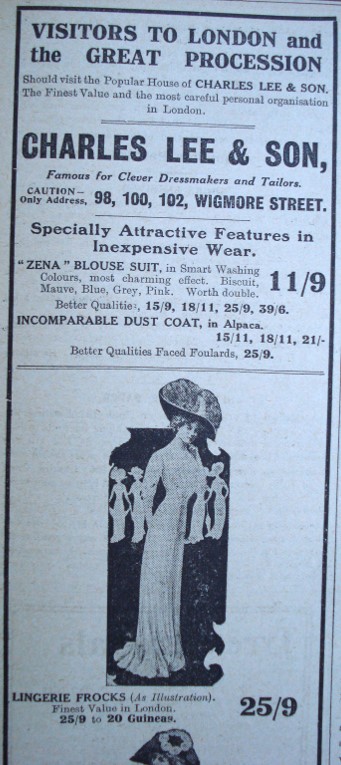 VISITORS TO LONDON and
the GREAT PROCESSION
Should visit the Popular House of CHARLES LEE & SON.
The Finest Value and the most careful personal organisation
in London.
CHARLES LEE & SON,
Famous for Clever Dressmakers and Tailors.
CAUTION—
Only Address, 98, 100, 102, WIGMORE STREET.
Specially Attractive Features in
Inexpensive Wear.
"ZENA" BLOUSE SUIT, in Smart Washing
Colours, most charming effect. Biscuit,
Mauve, Blue, Grey, Pink. Worth double.
11/9
Better Qualities, 15/9, 18/11, 25/9, 39/6.
INCOMPARABLE DUST COAT, in Alpaca.
15/11, 18/11, 21/-
Better Qualities Faced Foulards, 25/9.
LINGERIE FROCKS (As Illustration).
Finest Value in London.
25/9 to 20 Guineas.
25/9